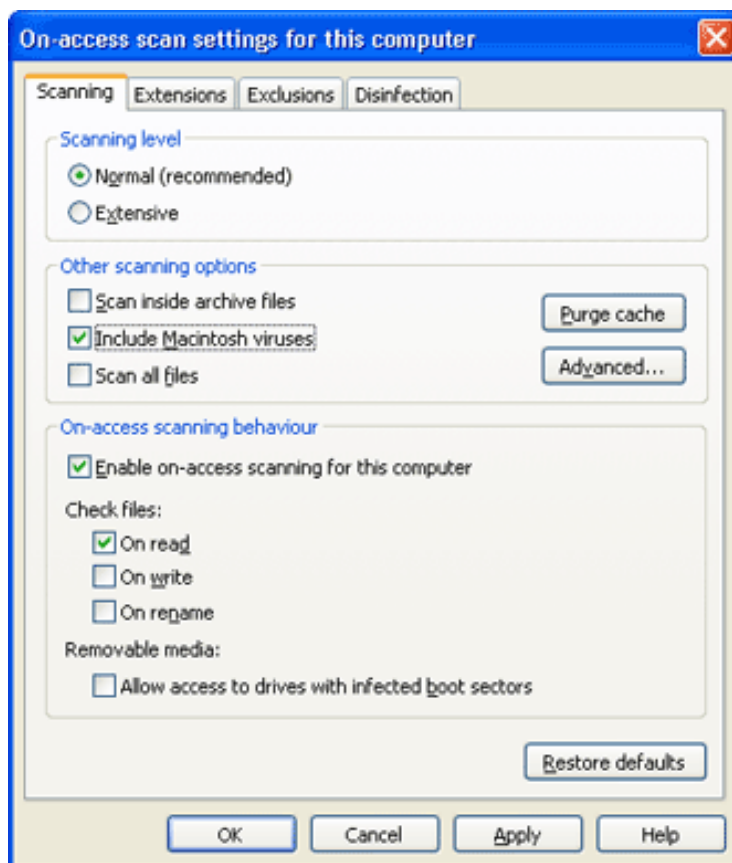 On-access scan settings for this computer
Scanning Extensions Exclusions Disinfection
Scanning level
Normal (recommended)
Extensive
Other scanning options
Scan inside archive files
Purge cache
Include Macintosh viruses
Advanced...
Scan all files
On-access scanning behaviour
Enable on-access scanning for this computer
Check files:
On read
On write
On rename
Removable media:
Allow access to drives with infected boot sectors
Restore defaults
OK Cancel Apply Help